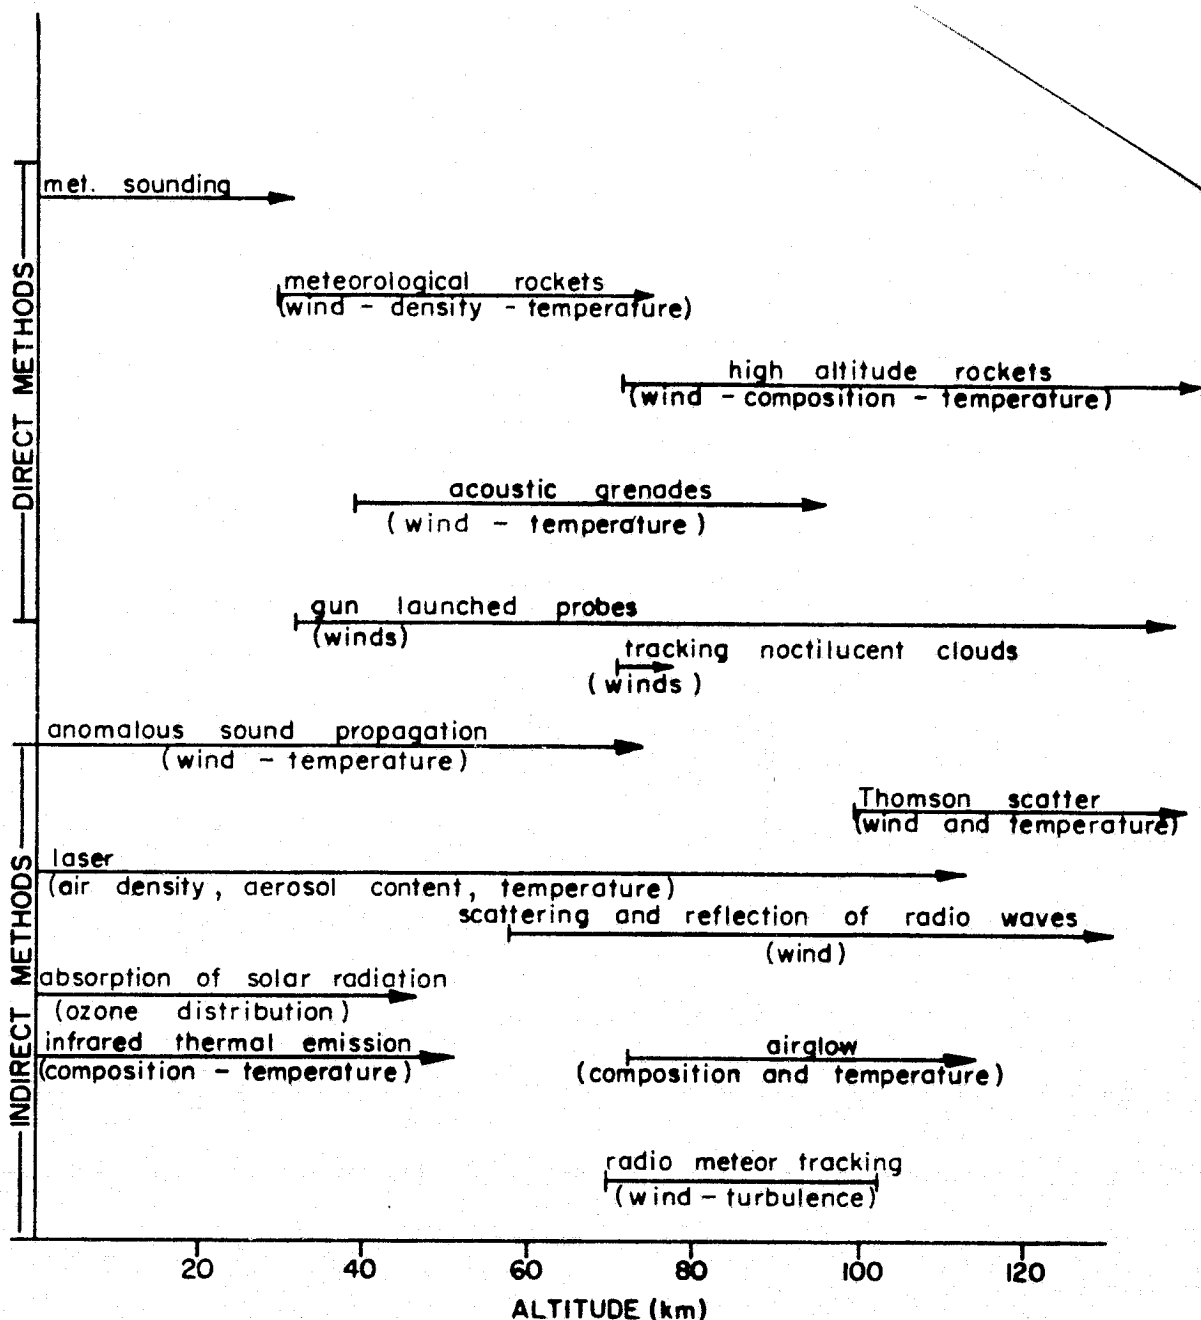 met. sounding
meteorological rockets
(wind - density - temperature)
high altitude rockets
(wind - composition - temperature)
acoustic grenades
(wind - temperature)
gun launched probes
(winds)
tracking noctilucent clouds
(winds)
DIRECT METHODS
anomalous sound propagation
(wind - temperature)
Thomson scatter
(wind and temperature)
laser
(air density, aerosol content, temperature)
scattering and reflection of radio waves
(wind)
absorption of solar radiation
(ozone distribution)
infrared thermal emission
(composition - temperature)
airglow
(composition and temperature)
radio meteor tracking
(wind - turbulence)
INDIRECT METHODS
20 40 60 80 100 120
ALTITUDE (km)